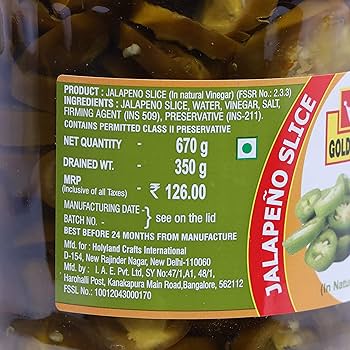 PRODUCT : JALAPENO SLICE (In natural Vinegar) (FSSR No.: 2.3.3)
INGREDIENTS : JALAPENO SLICE, WATER, VINEGAR, SALT,
FIRMING AGENT (INS 509), PRESERVATIVE (INS-211).
CONTAINS PERMITTED CLASS II PRESERVATIVE
NET QUANTITY - 670 g
DRAINED WT. - 350 g
MRP - ₹ 126.00
(Inclusive of all Taxes)
MANUFACTURING DATE -
BATCH NO. -
} see on the lid
BEST BEFORE 24 MONTHS FROM MANUFACTURE
Mfd. for : Holyland Crafts International
D-154, New Rajinder Nagar, New Delhi-110060
Mfd. by : I. A. E. Pvt. Ltd, SY No:47/1,A1, 48/1,
Harohalli Post, Kanakapura Main Road,Bangalore, 562112
FSSL No.: 10012043000170
JALAPEÑO SLICE
GOLD
(In Natu